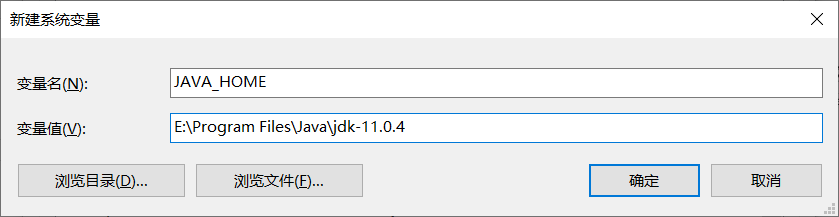 新建系统变量
变量名(N):
JAVA_HOME
变量值(V):
E:\Program Files\Java\jdk-11.0.4
浏览目录(D)...
浏览文件(F)...
确定
取消